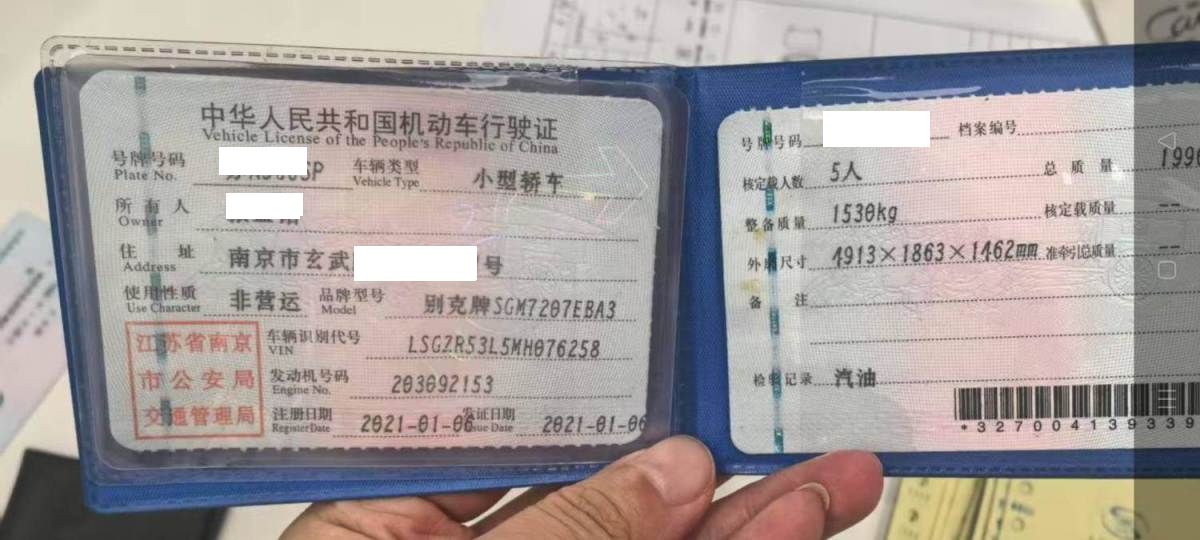 中华人民共和国机动车行驶证
Vehicle License of the People's Republic of China
号牌号码 车辆类型 小型轿车
Plate No. Vehicle Type
所有人
Owner
住址 南京市玄武 号
Address
使用性质 非营运 品牌型号 别克牌SGM7207EBA3
Use Character Model
江苏省南京
市公安局
交通管理局
车辆识别代号 LSGZR53L5MH076258
VIN
发动机号码 203092153
Engine No.
注册日期 2021-01-06 发证日期 2021-01-06
Register Date Issue Date
号牌号码 档案编号
核定载人数 5人 总质量 199
整备质量 1530kg 核定载质量 --
外廓尺寸 4913×1863×1462mm 准牵引总质量 --
备注
检验记录 汽油
*327004139339